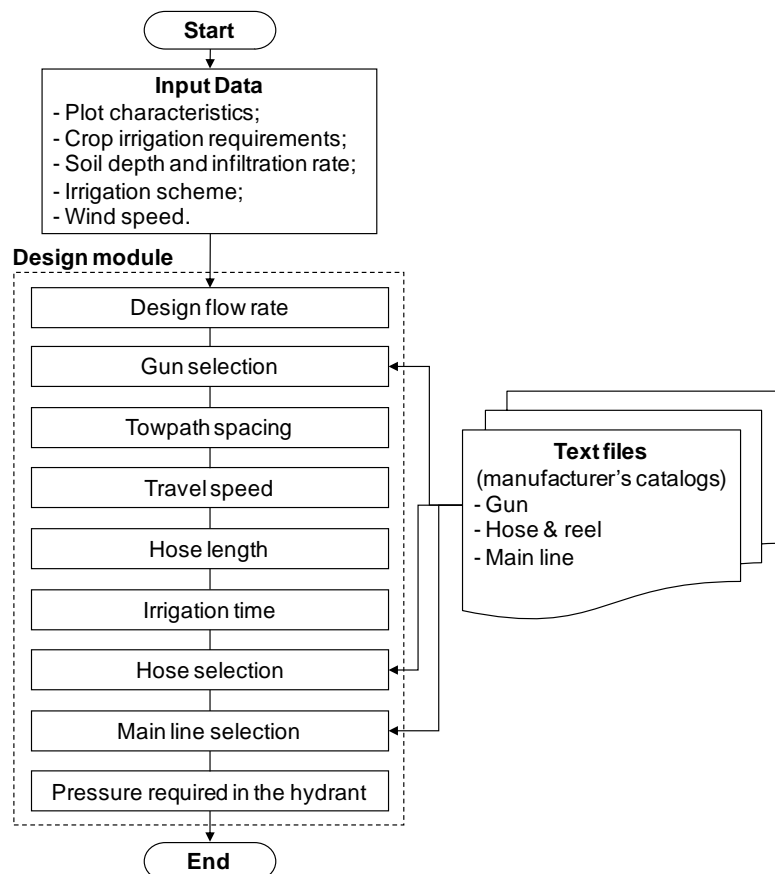 Start
Input Data
- Plot characteristics;
- Crop irrigation requirements;
- Soil depth and infiltration rate;
- Irrigation scheme;
- Wind speed.
Design module
Design flow rate
Gun selection
Towpath spacing
Travel speed
Hose length
Irrigation time
Hose selection
Main line selection
Pressure required in the hydrant
End
Text files
(manufacturer's catalogs)
- Gun
- Hose & reel
- Main line